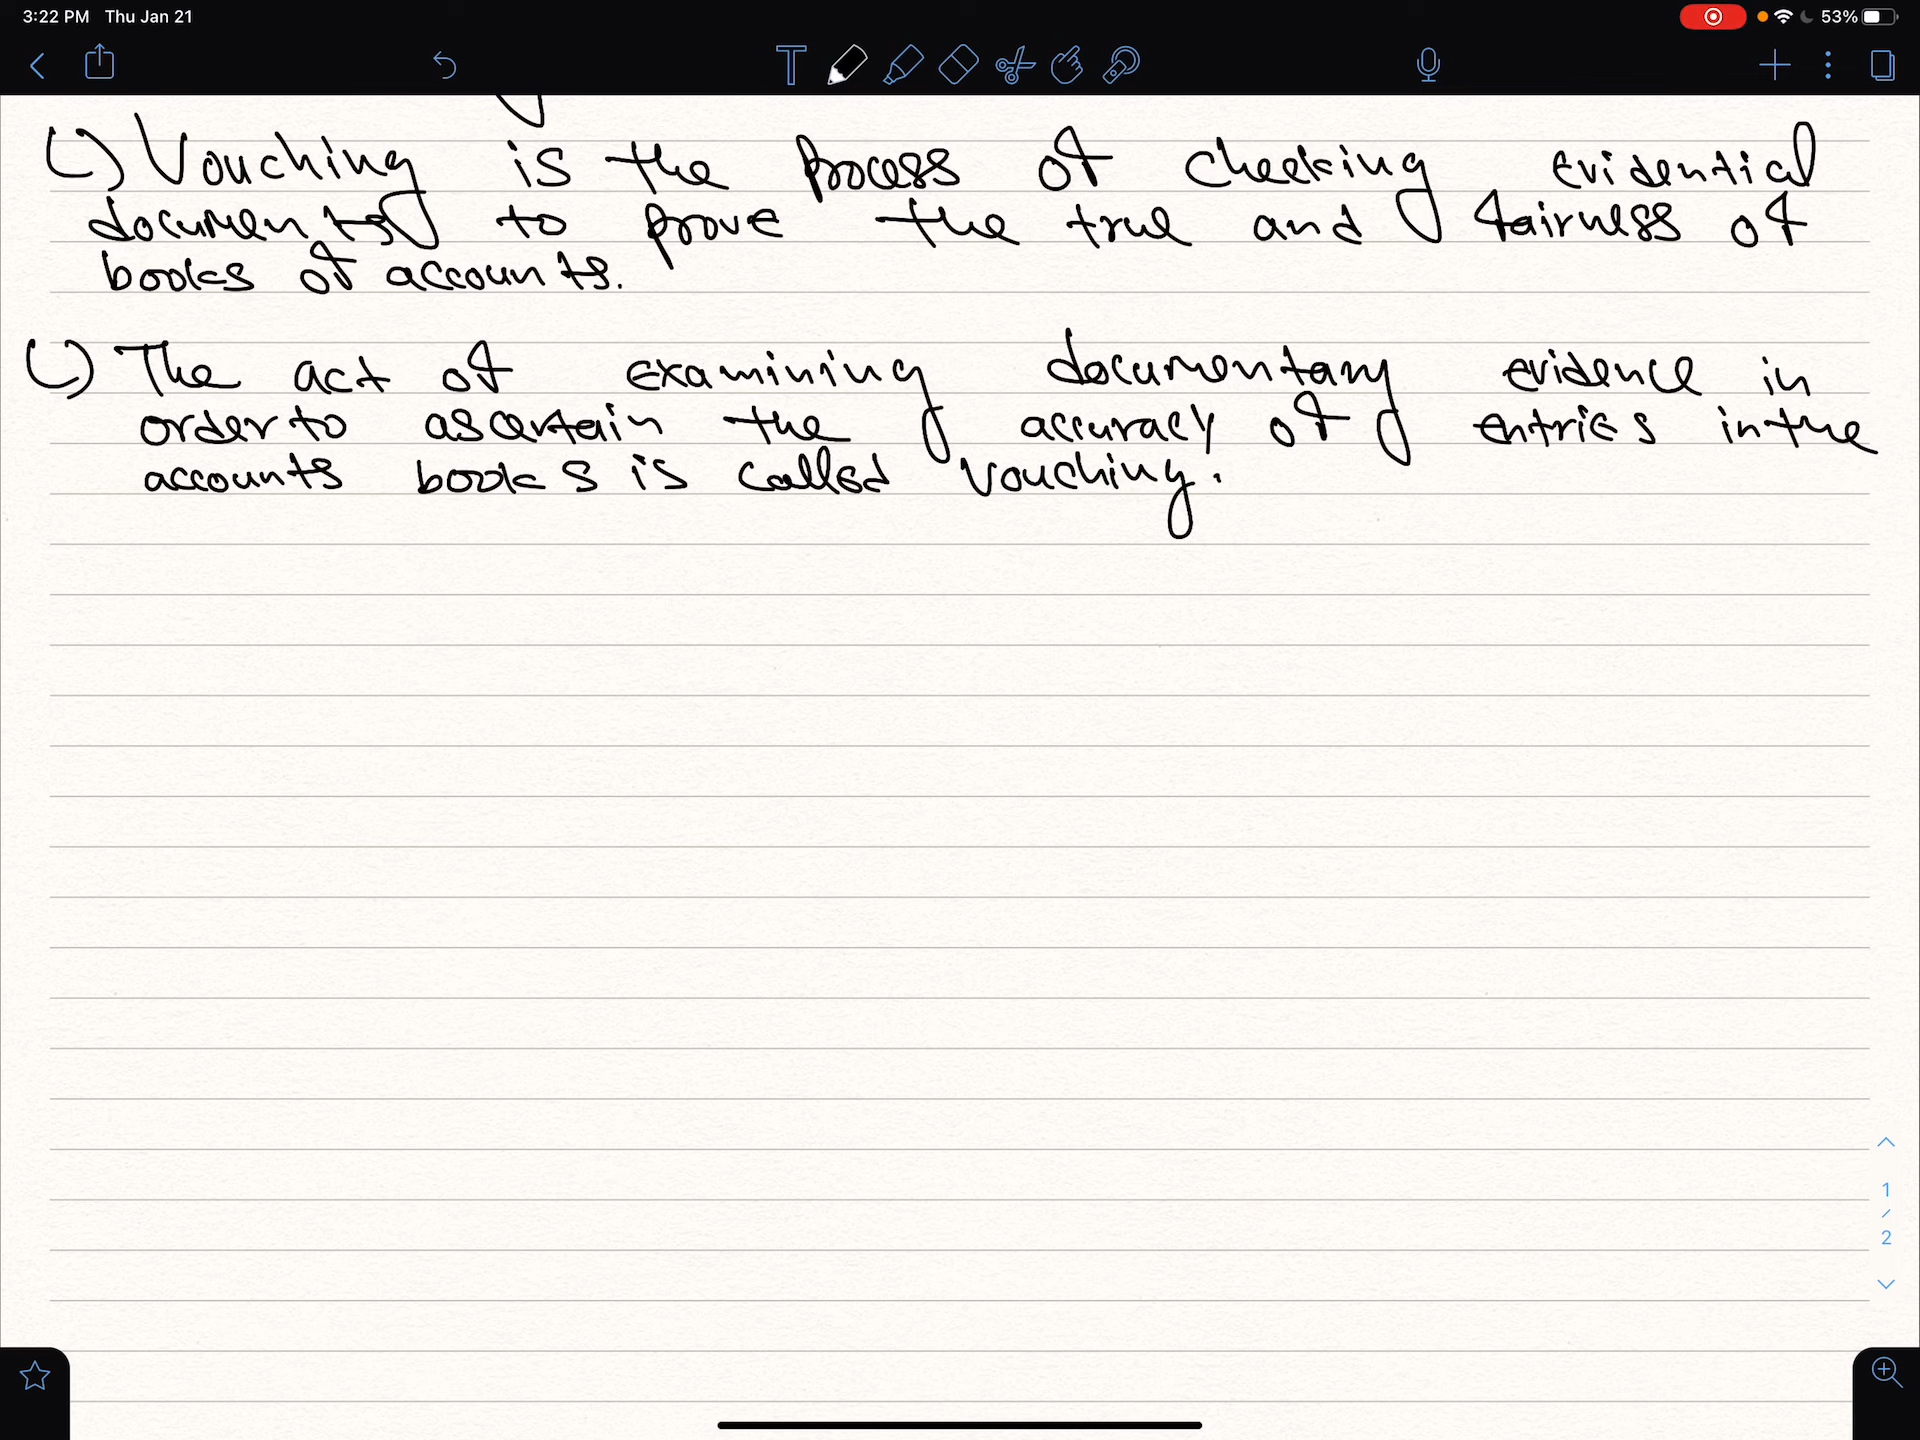 3:22 PM Thu Jan 21
53%
T
() Vouching is the process of checking evidential
documents to prove the true and fairness of
books of accounts.
() The act of examining documentary evidence in
order to ascertain the accuracy of entries in the
accounts books is called vouching.
1
/
2